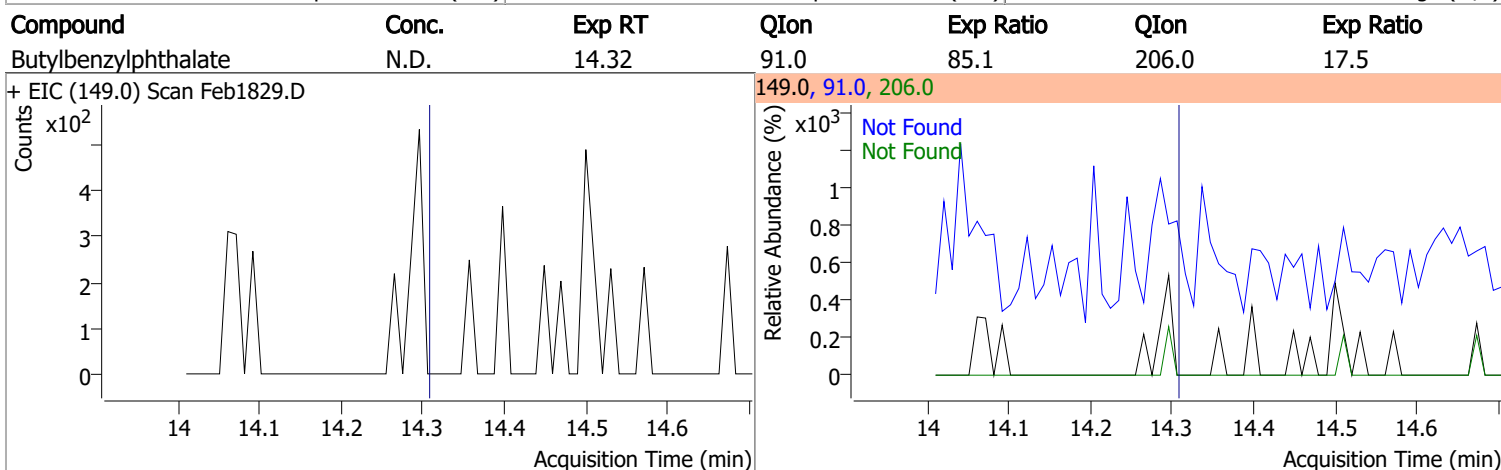 Compound Conc. Exp RT QIon Exp Ratio QIon Exp Ratio
Butylbenzylphthalate N.D. 14.32 91.0 85.1 206.0 17.5
+ EIC (149.0) Scan Feb1829.D
Counts
x10²
4
3
2
1
0
14 14.1 14.2 14.3 14.4 14.5 14.6
Acquisition Time (min)
149.0, 91.0, 206.0
Relative Abundance (%)
x10³
Not Found
Not Found
1
0.8
0.6
0.4
0.2
0
14 14.1 14.2 14.3 14.4 14.5 14.6
Acquisition Time (min)